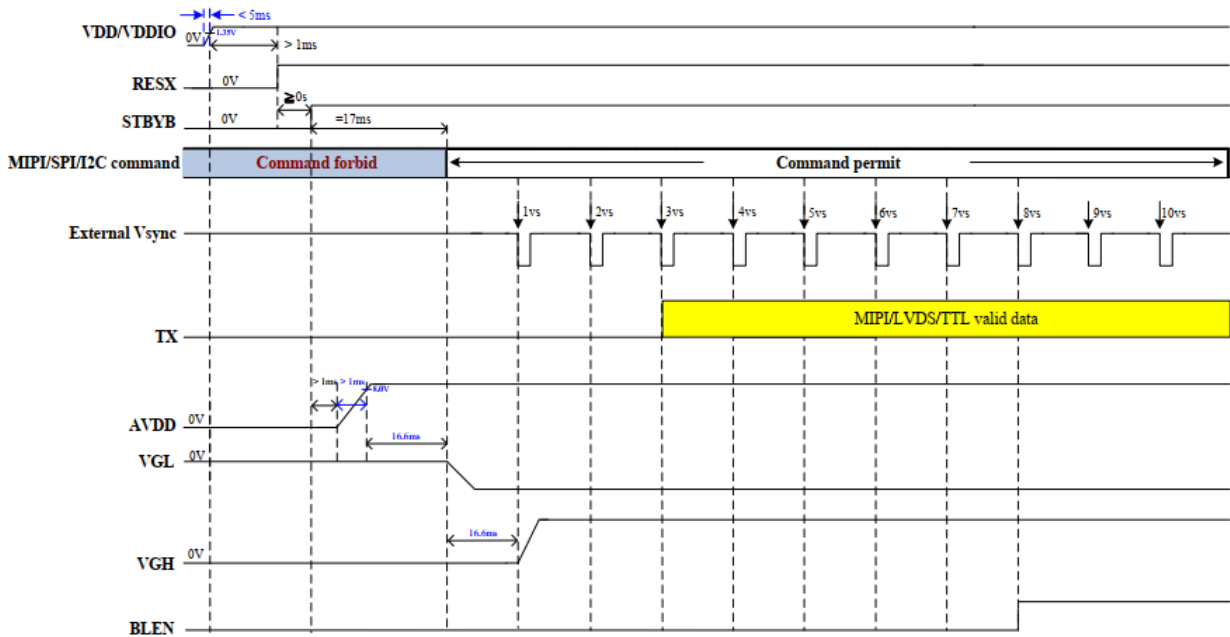 < 5ms
VDD/VDDIO 0V 1.35V
> 1ms
RESX 0V
≧0s
STBYB 0V =17ms
MIPI/SPI/I2C command Command forbid Command permit
1vs 2vs 3vs 4vs 5vs 6vs 7vs 8vs 9vs 10vs
External Vsync
MIPI/LVDS/TTL valid data
TX
> 1ms > 1ms
8.0V
AVDD 0V
16.6ms
VGL 0V
16.6ms
VGH 0V
BLEN